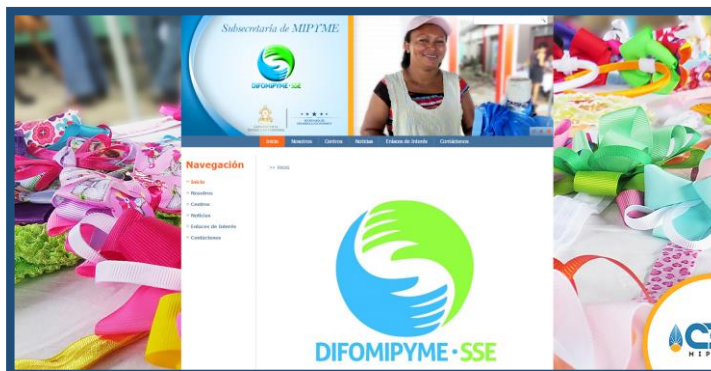 Subsecretaría de MIPYME
DIFOMIPYME·SSE
Inicio Nosotros Centros Noticias Enlaces de Interés Contáctenos
Navegación
>> Inicio
Inicio
Nosotros
Centros
Noticias
Enlaces de Interés
Contáctenos
DIFOMIPYME·SSE